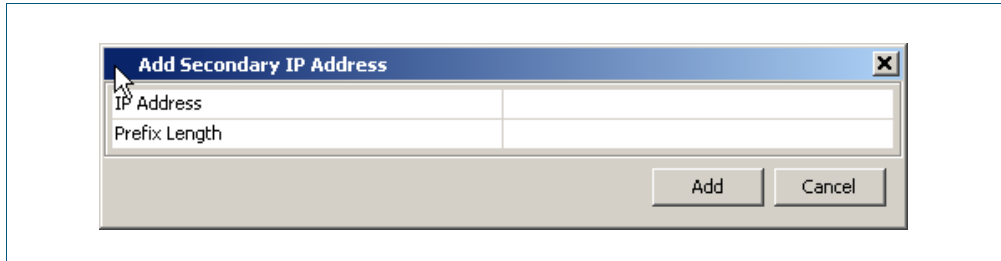 Add Secondary IP Address
IP Address
Prefix Length
Add Cancel